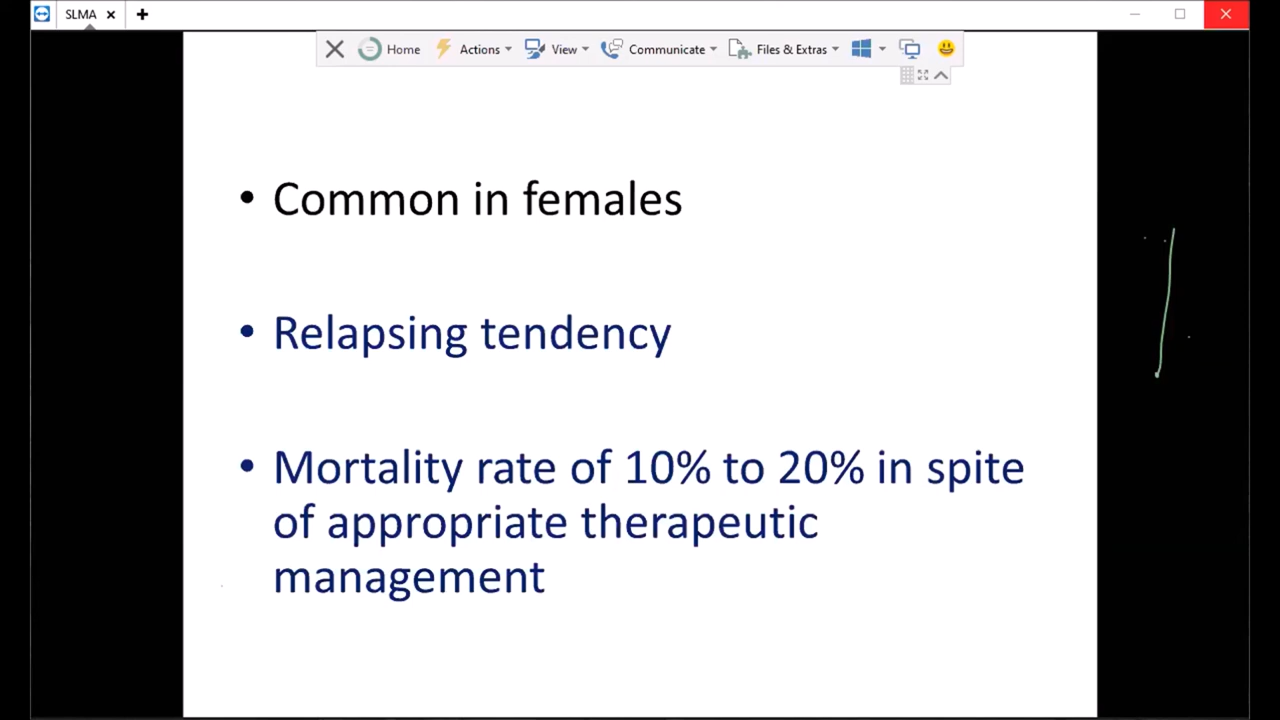 SLMA
Home Actions View Communicate Files & Extras
• Common in females
• Relapsing tendency
• Mortality rate of 10% to 20% in spite
of appropriate therapeutic
management